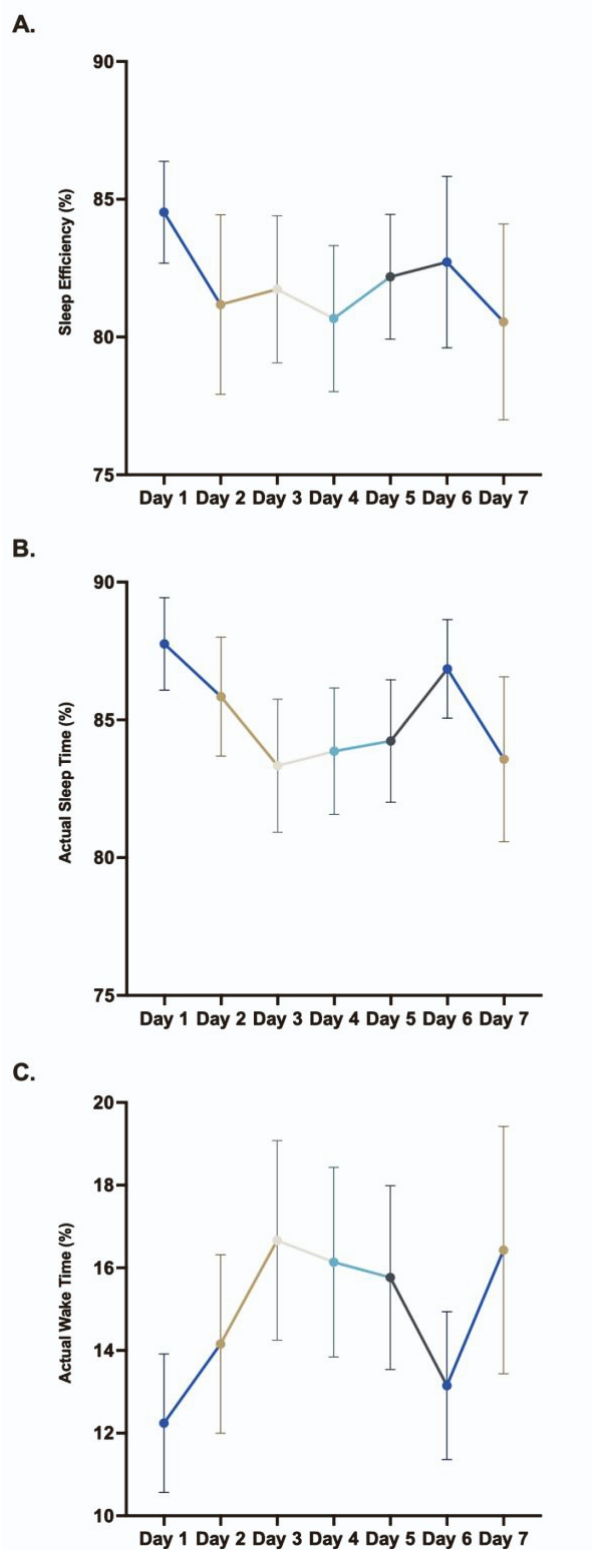 A.
90
85
80
75
Sleep Efficiency (%)
Day 1 Day 2 Day 3 Day 4 Day 5 Day 6 Day 7
B.
90
85
80
75
Actual Sleep Time (%)
Day 1 Day 2 Day 3 Day 4 Day 5 Day 6 Day 7
C.
20
18
16
14
12
10
Actual Wake Time (%)
Day 1 Day 2 Day 3 Day 4 Day 5 Day 6 Day 7